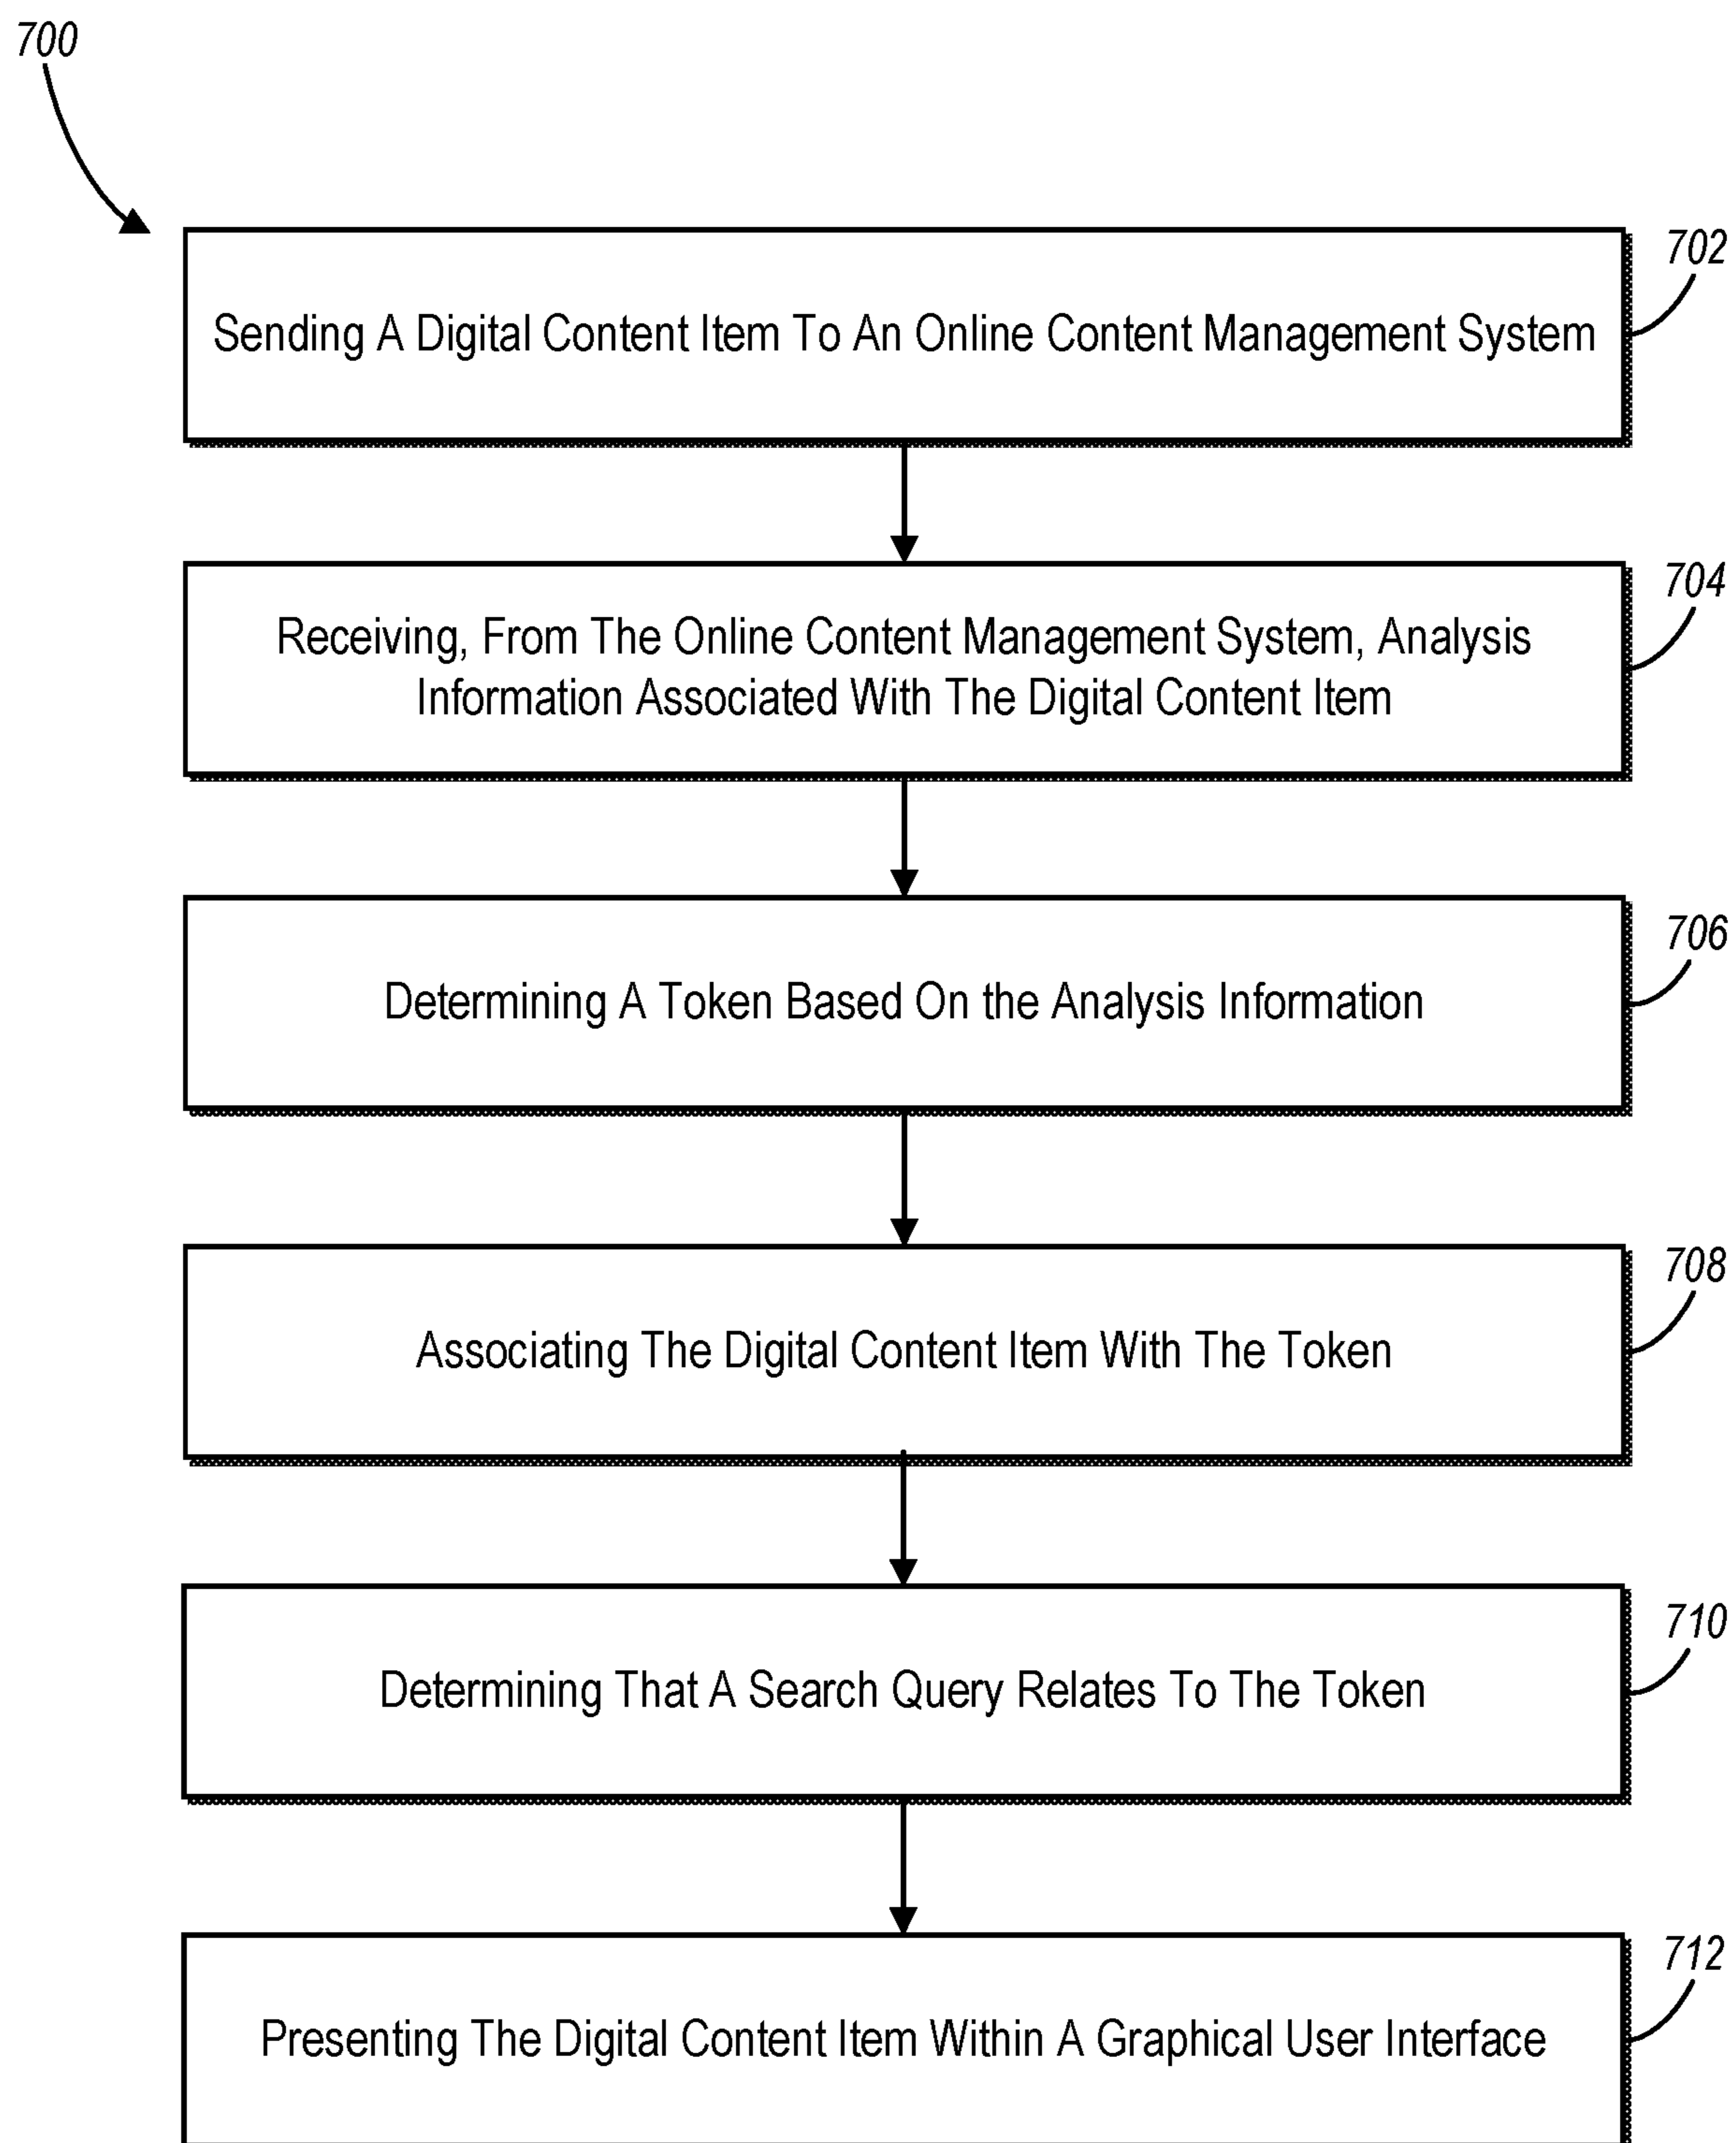 700
702
Sending A Digital Content Item To An Online Content Management System
704
Receiving, From The Online Content Management System, Analysis
Information Associated With The Digital Content Item
706
Determining A Token Based On the Analysis Information
708
Associating The Digital Content Item With The Token
710
Determining That A Search Query Relates To The Token
712
Presenting The Digital Content Item Within A Graphical User Interface